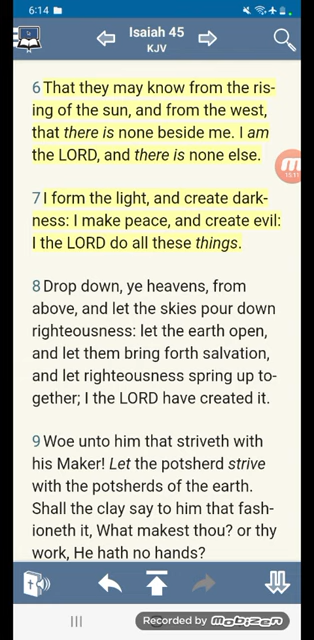 6:14
Isaiah 45
KJV
6 That they may know from the ris-
ing of the sun, and from the west,
that there is none beside me. I am
the LORD, and there is none else.
7 I form the light, and create dark-
ness: I make peace, and create evil:
I the LORD do all these things.
8 Drop down, ye heavens, from
above, and let the skies pour down
righteousness: let the earth open,
and let them bring forth salvation,
and let righteousness spring up to-
gether; I the LORD have created it.
9 Woe unto him that striveth with
his Maker! Let the potsherd strive
with the potsherds of the earth.
Shall the clay say to him that fash-
ioneth it, What makest thou? or thy
work, He hath no hands?
Recorded by mobizen